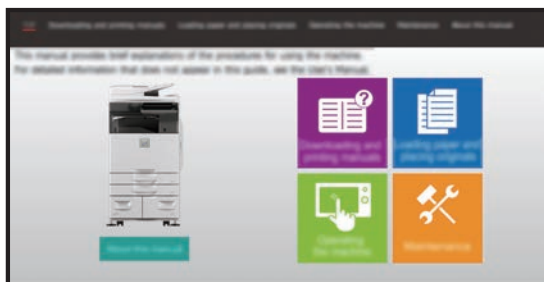 Downloading and printing manuals Loading paper and placing originals Operating the machine Maintenance About this manual
This manual provides brief explanations of the procedures for using the machine.
For detailed information that does not appear in this guide, see the User's Manual.
Downloading and
printing manuals
Loading paper and
placing originals
Operating
the machine
Maintenance
About this manual